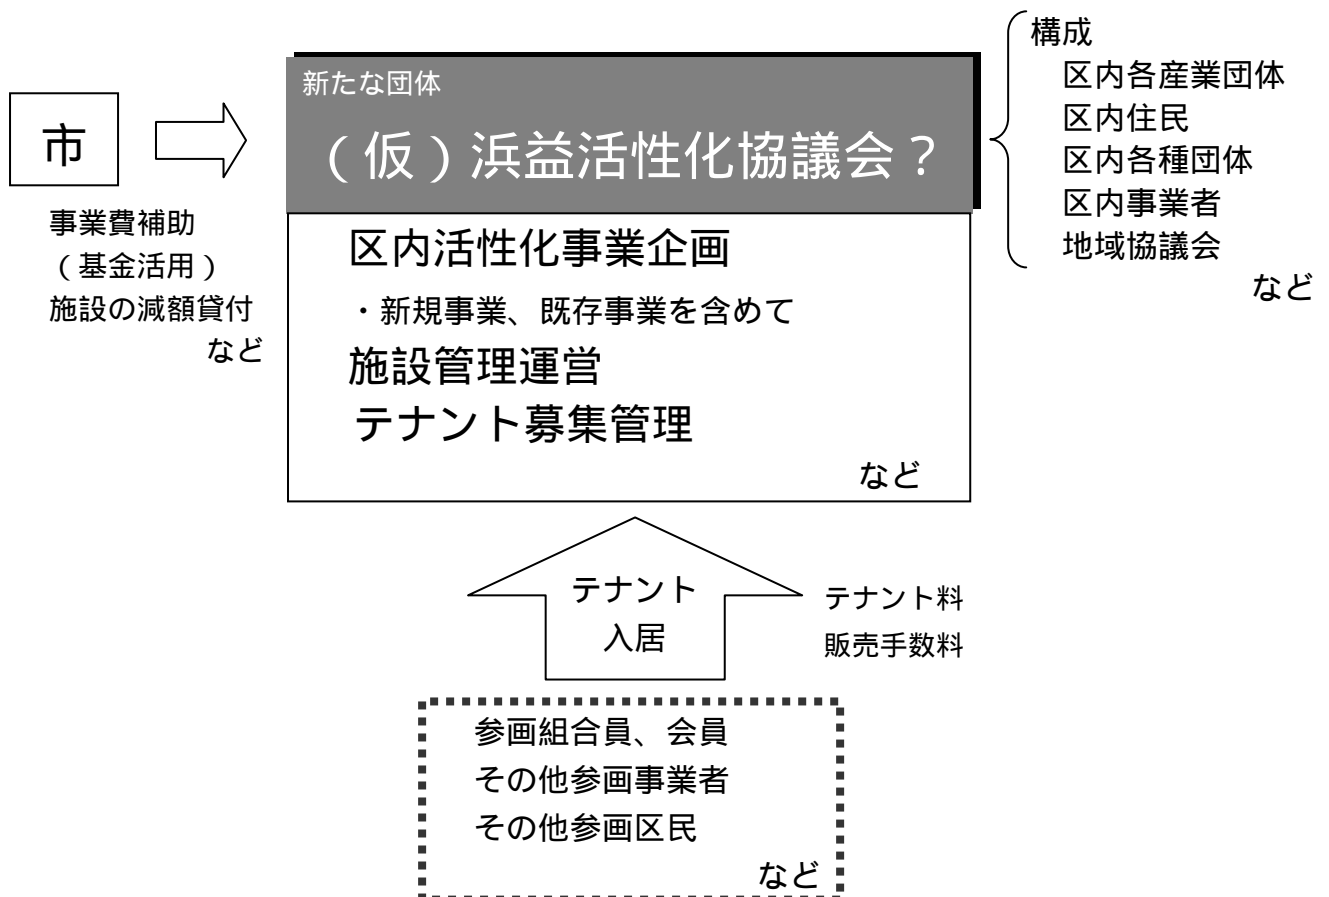 市
事業費補助
（基金活用）
施設の減額貸付
など
新たな団体
（仮）浜益活性化協議会？
区内活性化事業企画
・新規事業、既存事業を含めて
施設管理運営
テナント募集管理
など
構成
区内各産業団体
区内住民
区内各種団体
区内事業者
地域協議会
など
テナント
入居
テナント料
販売手数料
参画組合員、会員
その他参画事業者
その他参画区民
など